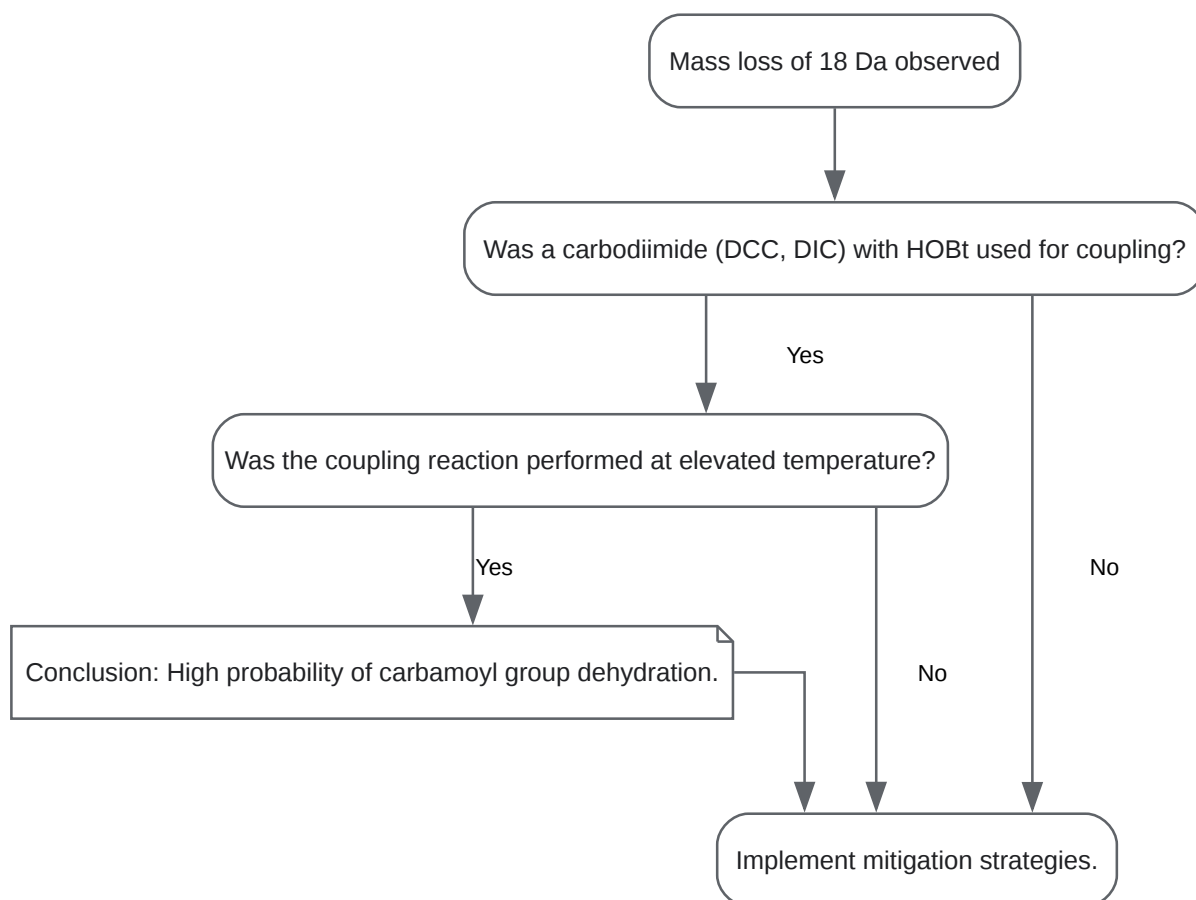 Mass loss of 18 Da observed
Was a carbodiimide (DCC, DIC) with HOBt used for coupling?
Yes
Was the coupling reaction performed at elevated temperature?
Yes
No
Conclusion: High probability of carbamoyl group dehydration.
No
Implement mitigation strategies.